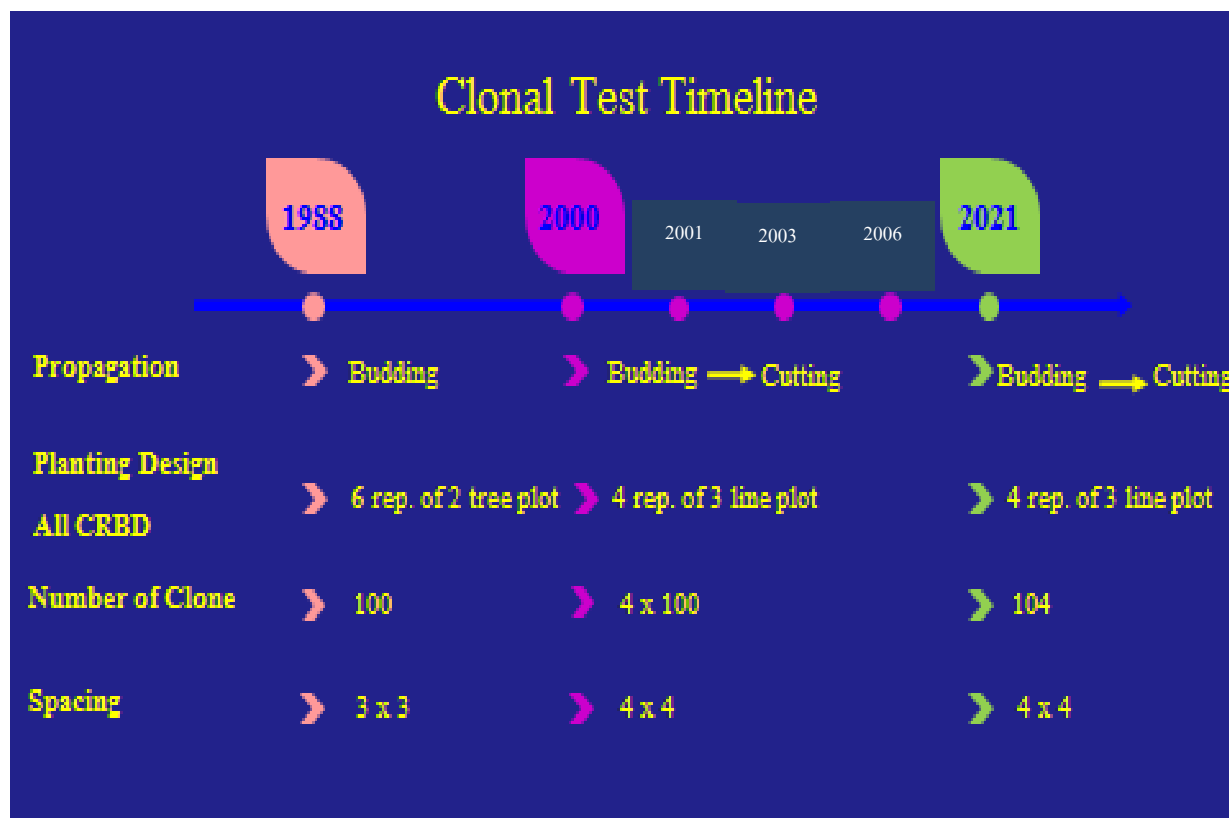 Clonal Test Timeline
1988
2000
2001
2003
2006
2021
Propagation
Budding
Budding → Cutting
Budding → Cutting
Planting Design
All CRBD
6 rep. of 2 tree plot
4 rep. of 3 line plot
4 rep. of 3 line plot
Number of Clone
100
4 x 100
104
Spacing
3 x 3
4 x 4
4 x 4